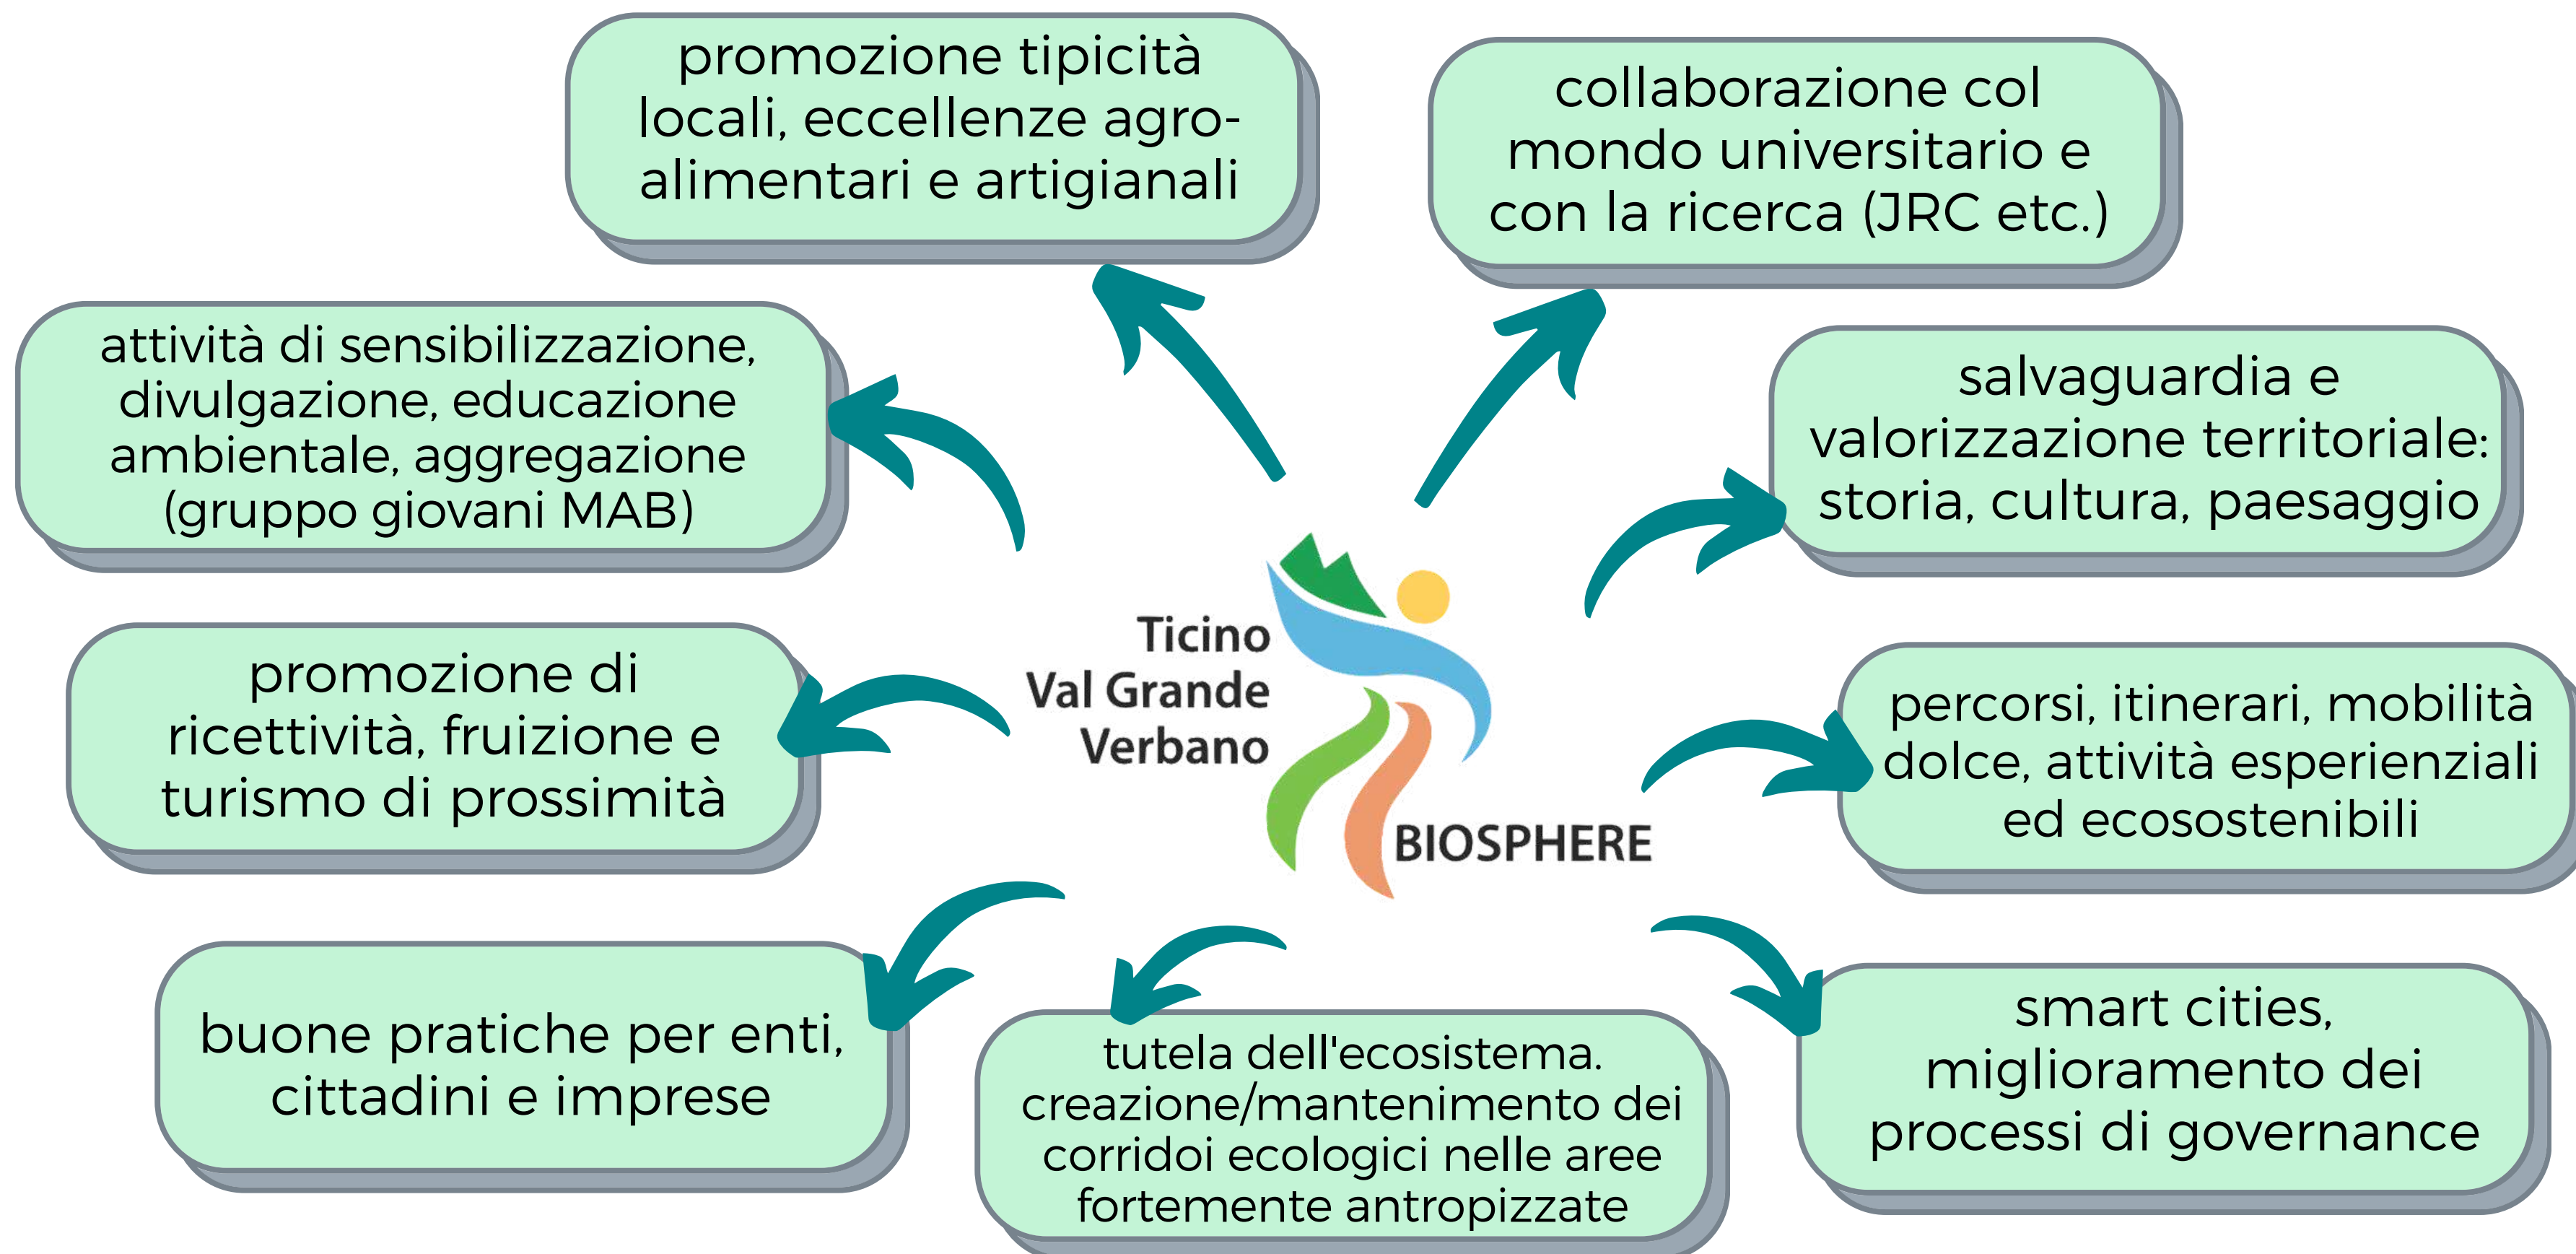 promozione tipicità
locali, eccellenze agro-
alimentari e artigianali
collaborazione col
mondo universitario e
con la ricerca (JRC etc.)
attività di sensibilizzazione,
divulgazione, educazione
ambientale, aggregazione
(gruppo giovani MAB)
salvaguardia e
valorizzazione territoriale:
storia, cultura, paesaggio
promozione di
ricettività, fruizione e
turismo di prossimità
Ticino
Val Grande
Verbano
BIOSPHERE
percorsi, itinerari, mobilità
dolce, attività esperienziali
ed ecosostenibili
buone pratiche per enti,
cittadini e imprese
tutela dell'ecosistema.
creazione/mantenimento dei
corridoi ecologici nelle aree
fortemente antropizzate
smart cities,
miglioramento dei
processi di governance